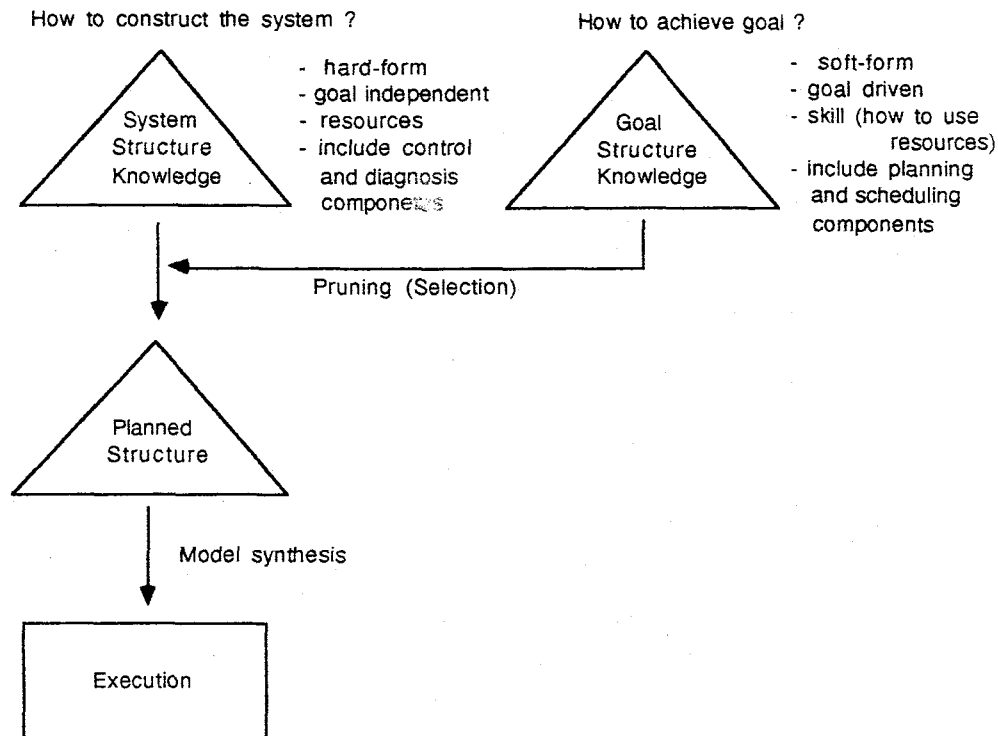 How to construct the system ?
How to achieve goal ?
System
Structure
Knowledge
- hard-form
- goal independent
- resources
- include control
and diagnosis
components
Goal
Structure
Knowledge
- soft-form
- goal driven
- skill (how to use
resources)
- include planning
and scheduling
components
Pruning (Selection)
Planned
Structure
Model synthesis
Execution